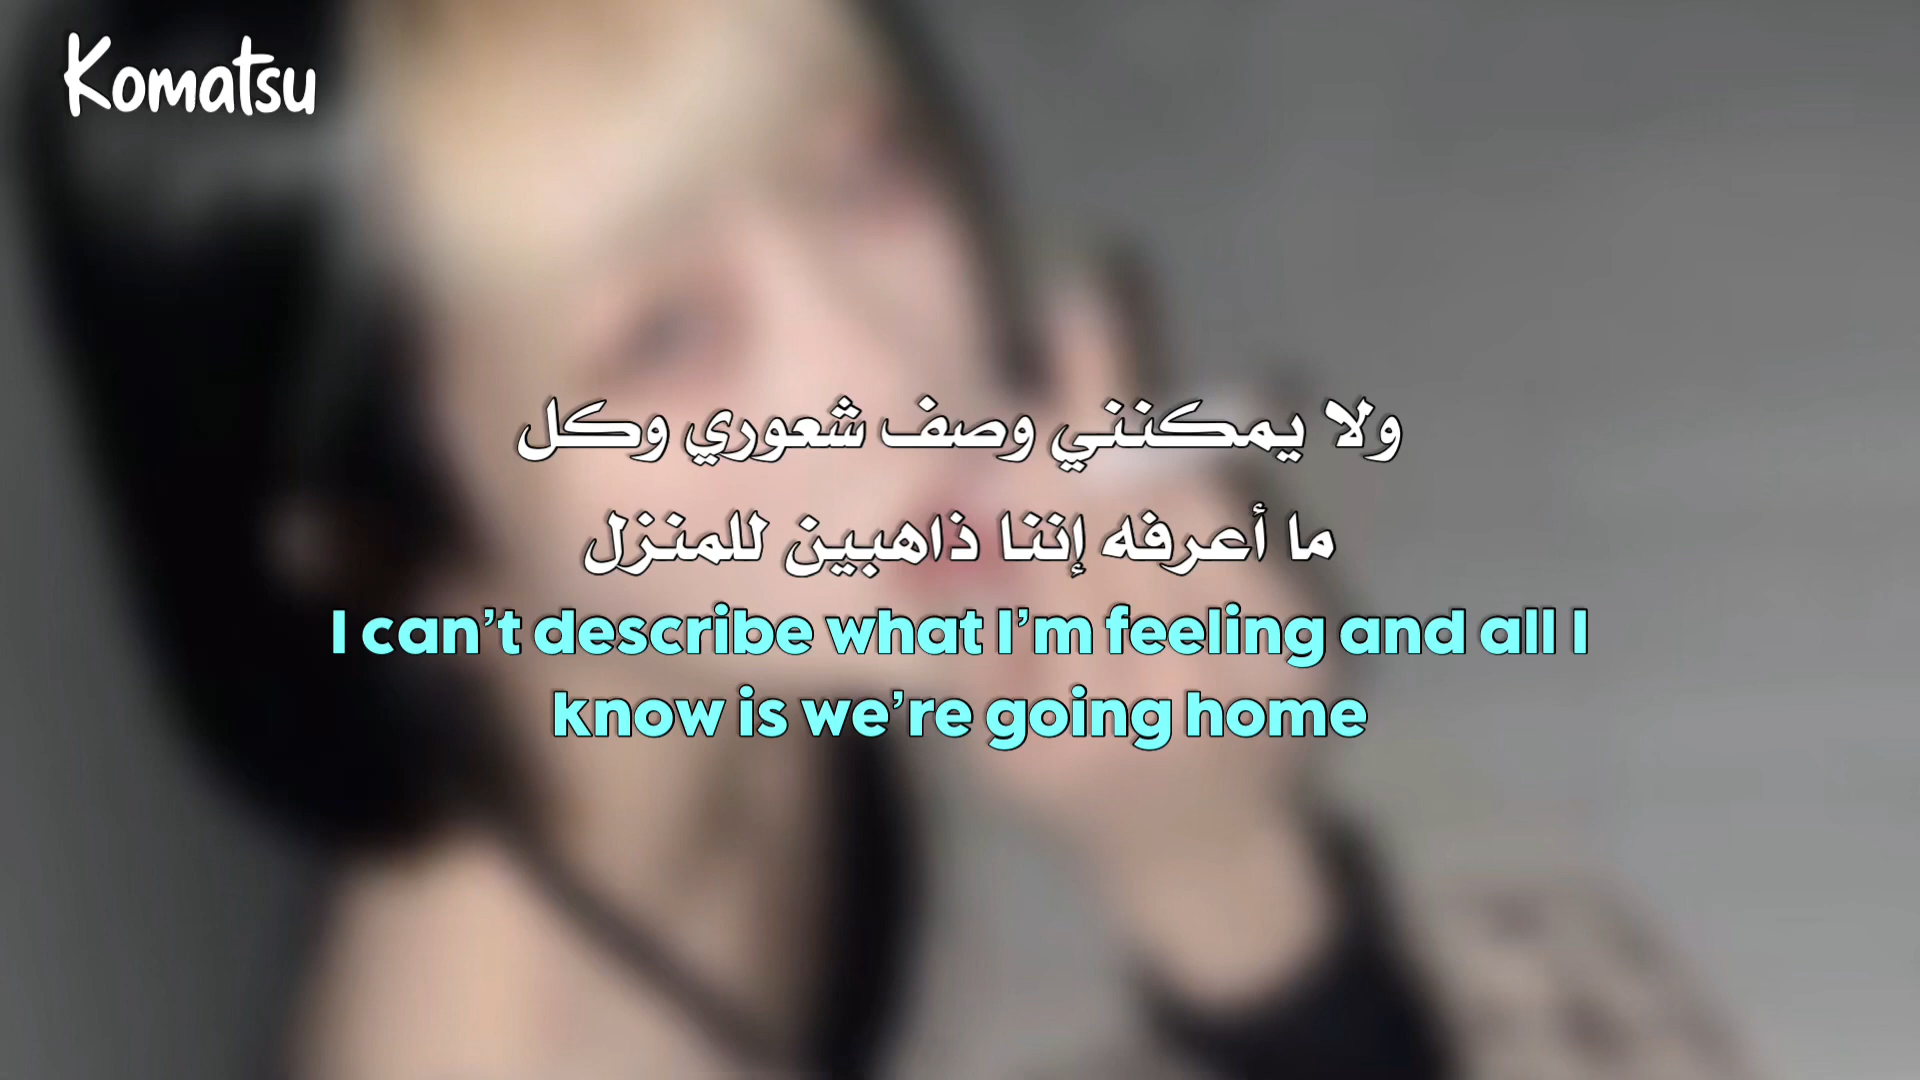 Komatsu
ولا يمكنني وصف شعوري وكل
ما أعرفه إننا ذاهبين للمنزل
I can’t describe what I’m feeling and all I
know is we’re going home